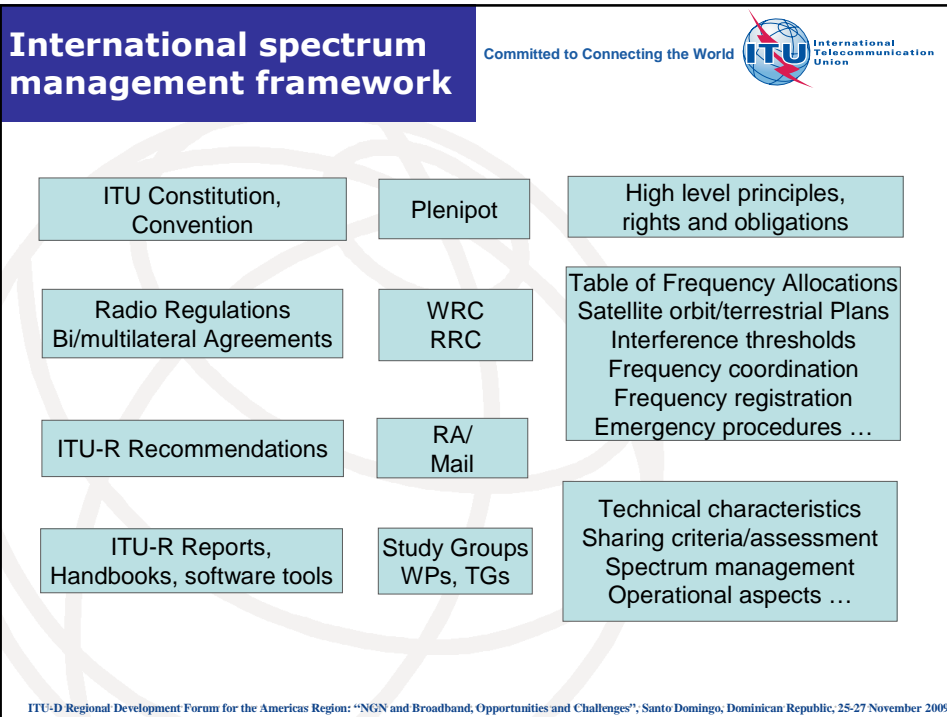 International spectrum
management framework
Committed to Connecting the World
ITU
International
Telecommunication
Union
ITU Constitution,
Convention
Plenipot
High level principles,
rights and obligations
Radio Regulations
Bi/multilateral Agreements
WRC
RRC
Table of Frequency Allocations
Satellite orbit/terrestrial Plans
Interference thresholds
Frequency coordination
Frequency registration
Emergency procedures …
ITU-R Recommendations
RA/
Mail
ITU-R Reports,
Handbooks, software tools
Study Groups
WPs, TGs
Technical characteristics
Sharing criteria/assessment
Spectrum management
Operational aspects …
ITU-D Regional Development Forum for the Americas Region: “NGN and Broadband, Opportunities and Challenges”, Santo Domingo, Dominican Republic, 25-27 November 2009